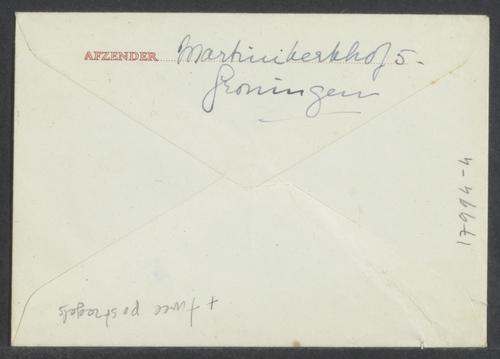 AFZENDER Martinikerkhof 5.
Groningen
17994-4
+ twee postzegels